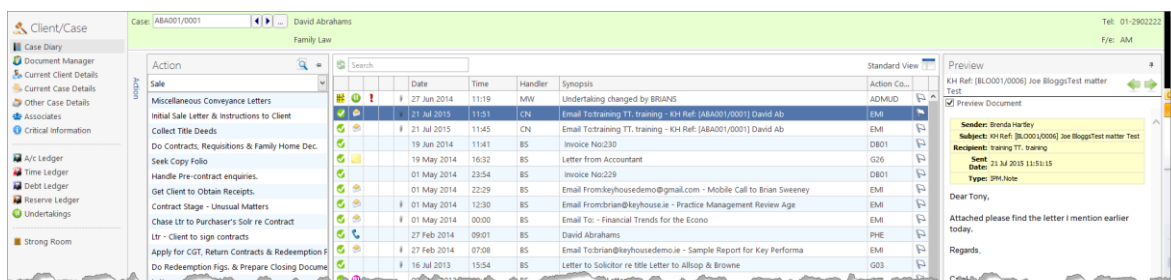 Client/Case
Case Diary
Document Manager
Current Client Details
Current Case Details
Other Case Details
Associates
Critical Information
A/c Ledger
Time Ledger
Debt Ledger
Reserve Ledger
Undertakings
Strong Room
Case: ABA001/0001 ... David Abrahams
Family Law
Tel: 01-2902222
F/e: AM
Action
Action
Sale
Miscellaneous Conveyance Letters
Initial Sale Letter & Instructions to Client
Collect Title Deeds
Do Contracts, Requisitions & Family Home Dec.
Seek Copy Folio
Handle Pre-contract enquiries.
Get Client to Obtain Receipts.
Contract Stage - Unusual Matters
Chase Ltr to Purchaser's Solr re Contract
Ltr - Client to sign contracts
Apply for CGT, Return Contracts & Redemption F
Do Redemption Figs. & Prepare Closing Docume
Search Standard View
Date Time Handler Synopsis Action Co...
27 Jun 2014 11:19 MW Undertaking changed by BRIANS ADMUD
21 Jul 2015 11:51 CN Email To:training TT. training - KH Ref: [ABA001/0001] David Ab EMI
21 Jul 2015 11:45 CN Email To:training TT. training - KH Ref: [ABA001/0001] David Ab EMI
19 Jun 2014 11:41 BS Invoice No:230 DB01
19 May 2014 16:32 BS Letter from Accountant G26
01 May 2014 23:54 BS Invoice No:229 DB01
01 May 2014 22:29 BS Email From:keyhousedemo@gmail.com - Mobile Call to Brian Sweeney EMI
01 May 2014 12:30 BS Email From:brian@keyhouse.ie - Practice Management Review Age EMI
01 May 2014 00:00 BS Email To: - Financial Trends for the Econo EMI
27 Feb 2014 09:01 BS David Abrahams PHE
27 Feb 2014 07:08 BS Email To:brian@keyhousedemo.ie - Sample Report for Key Performa EMI
16 Jul 2013 15:54 BS Letter to Solicitor re title Letter to Allsop & Browne G03
Preview
KH Ref: [BLO001/0006] Joe BloggsTest matter
Test
Preview Document
Sender: Brenda Hartley
Subject: KH Ref: [BLO001/0006] Joe BloggsTest matter Test
Recipient: training TT. training
Sent Date: 21 Jul 2015 11:51:15
Type: IPM.Note
Dear Tony,
Attached please find the letter I mention earlier
today.
Regards,